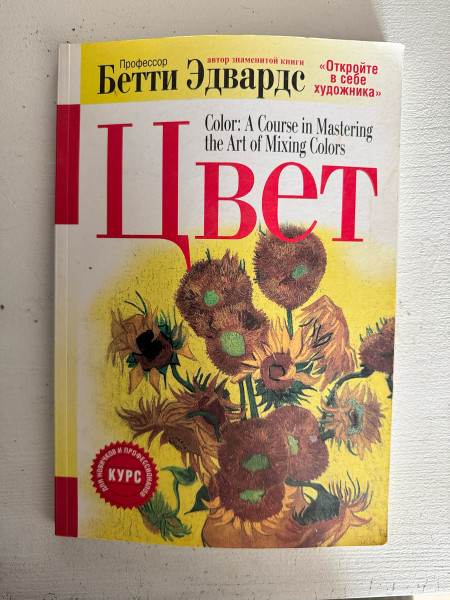 Профессор
автор знаменитой книги
Бетти Эдвардс
«Откройте
в себе
художника»
Color: A Course in Mastering
the Art of Mixing Colors
Цвет
ДЛЯ НОВИЧКОВ И ПРОФЕССИОНАЛОВ
КУРС